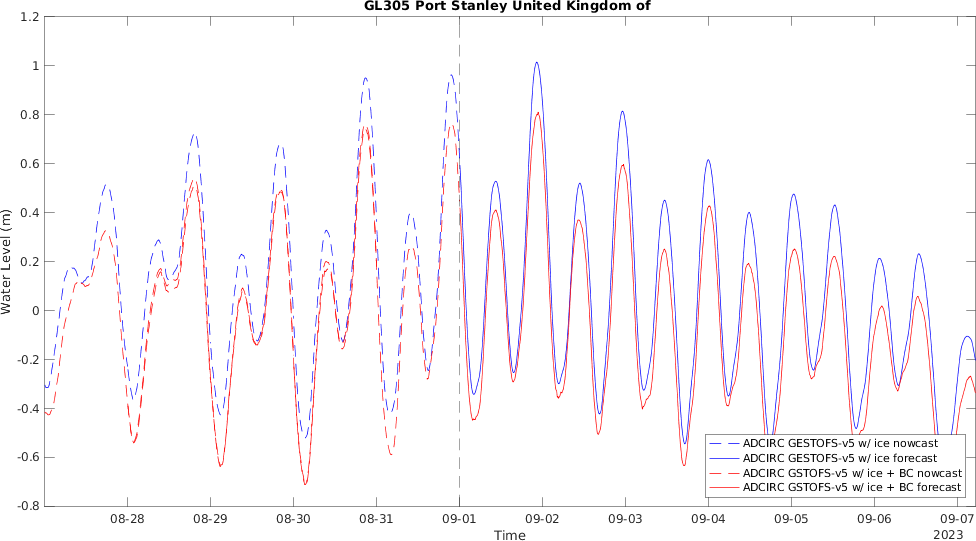 GL305 Port Stanley United Kingdom of
1.2
1
0.8
0.6
0.4
0.2
0
-0.2
-0.4
-0.6
-0.8
Water Level (m)
ADCIRC GESTOFS-v5 w/ ice nowcast
ADCIRC GESTOFS-v5 w/ ice forecast
ADCIRC GSTOFS-v5 w/ ice + BC nowcast
ADCIRC GSTOFS-v5 w/ ice + BC forecast
08-28 08-29 08-30 08-31 09-01 09-02 09-03 09-04 09-05 09-06 09-07
Time
2023